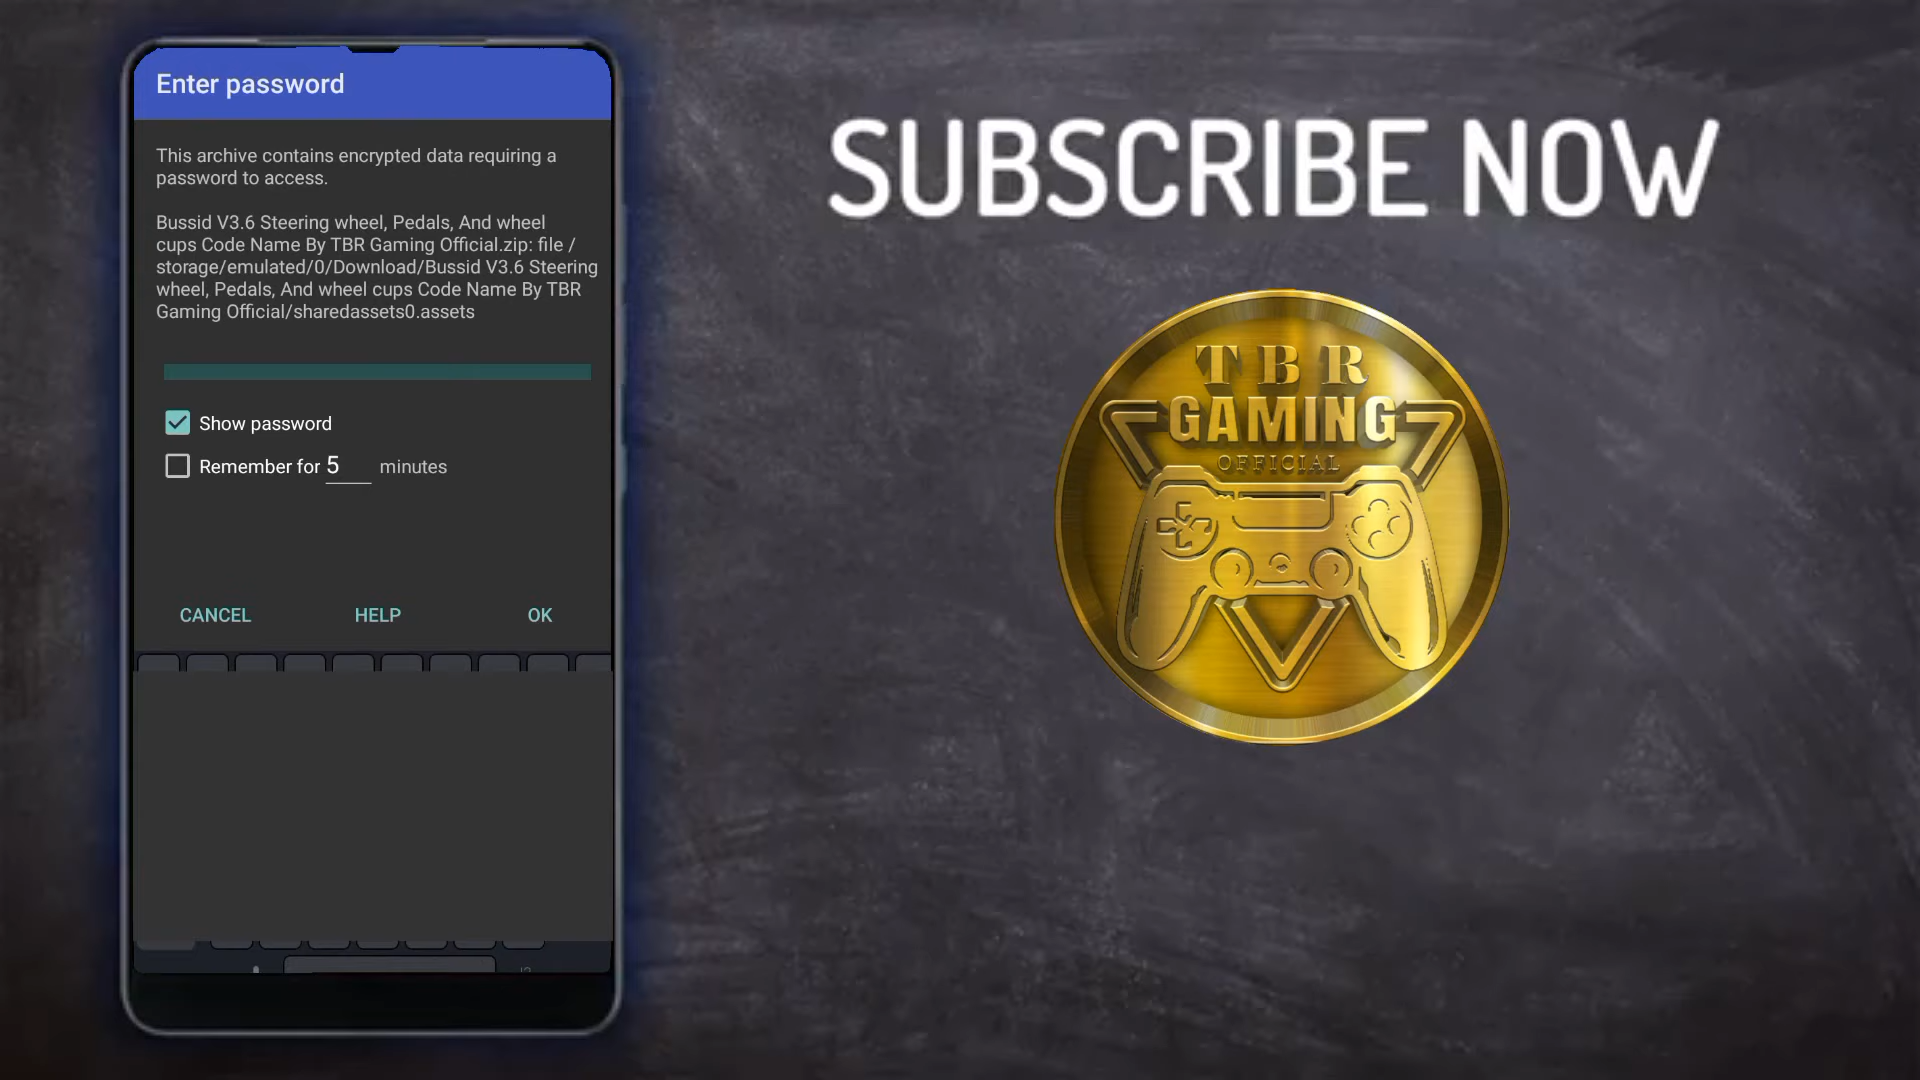 Enter password
This archive contains encrypted data requiring a
password to access.
Bussid V3.6 Steering wheel, Pedals, And wheel
cups Code Name By TBR Gaming Official.zip: file /
storage/emulated/0/Download/Bussid V3.6 Steering
wheel, Pedals, And wheel cups Code Name By TBR
Gaming Official/sharedassets0.assets
Show password
Remember for 5 minutes
CANCEL HELP OK
SUBSCRIBE NOW
TBR
GAMING
OFFICIAL